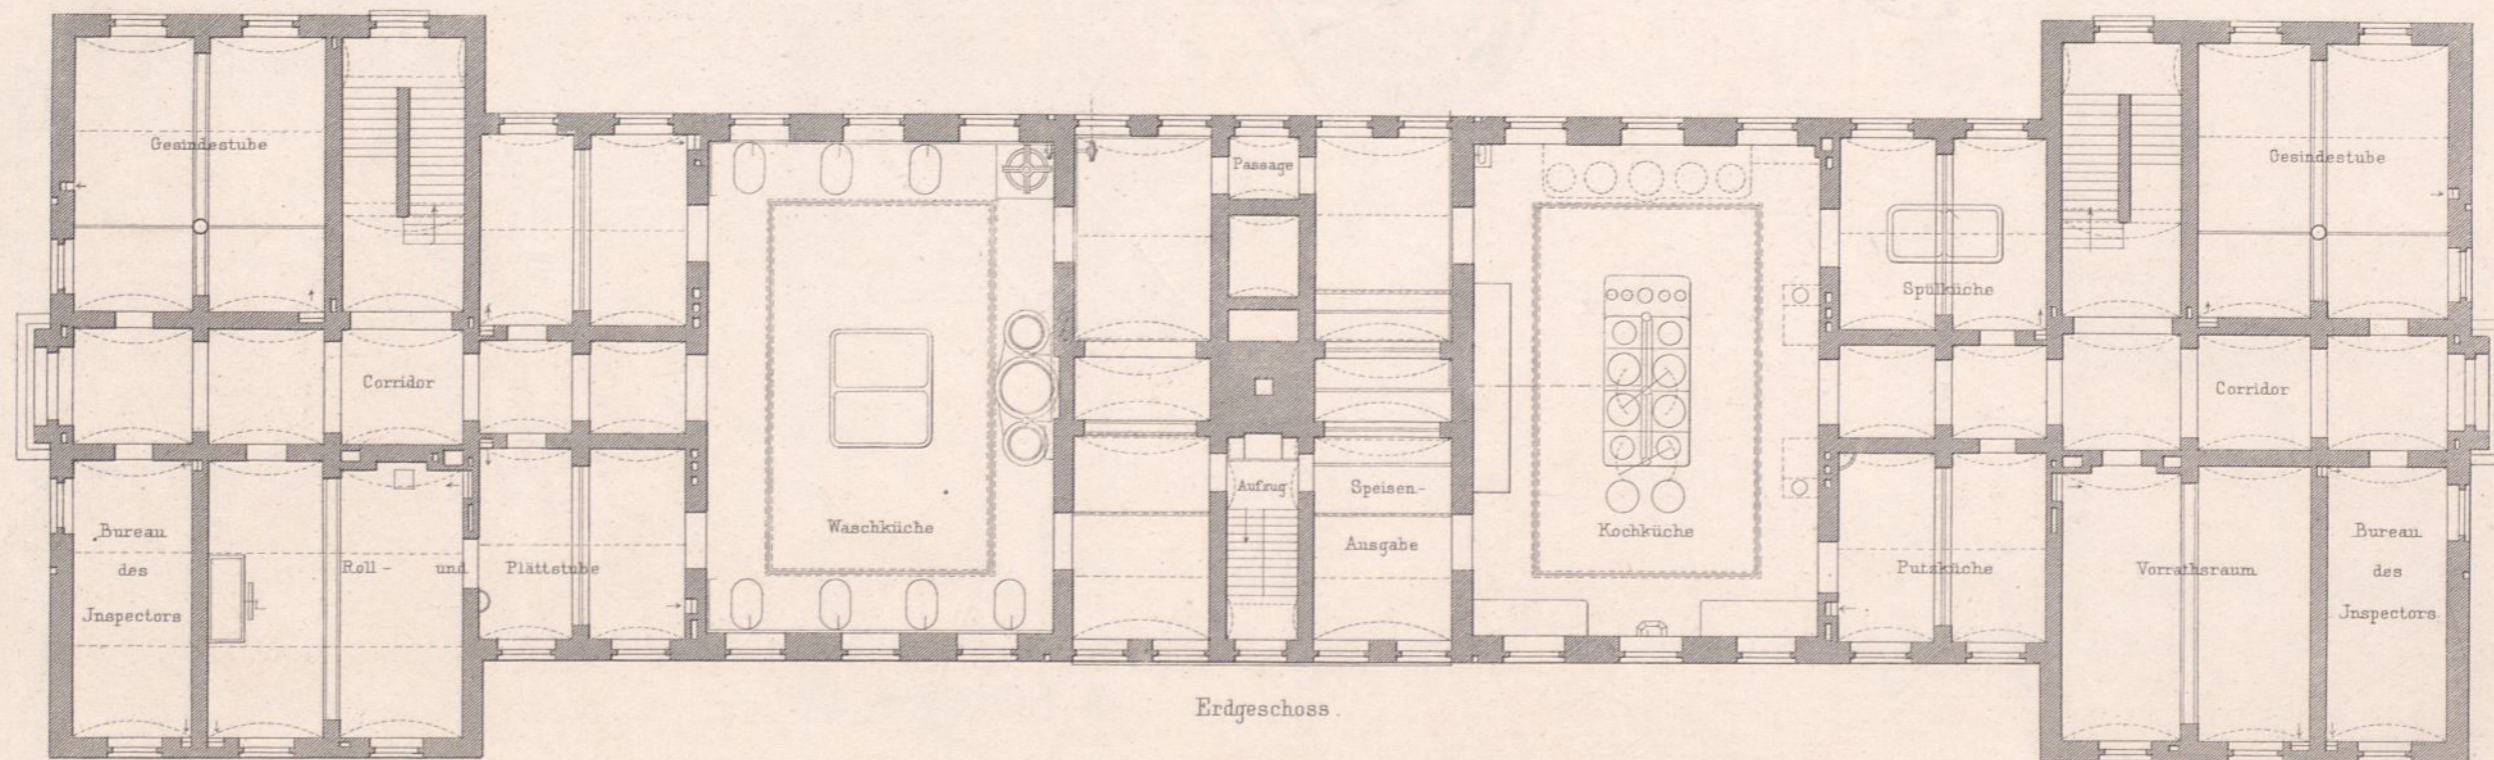 Gesindestube
Passage
Gesindestube
Spülküche
Corridor
Corridor
Aufzug
Speisen-
Ausgabe
Waschküche
Kochküche
Bureau
des
Jnspectors
Roll- und Plättstube
Putzküche
Vorrathsraum
Bureau
des
Jnspectors
Erdgeschoss.